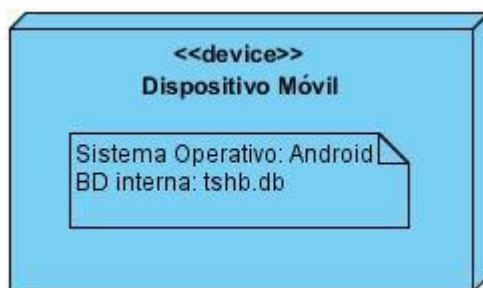 <<device>>
Dispositivo Móvil
Sistema Operativo: Android
BD interna: tshb.db